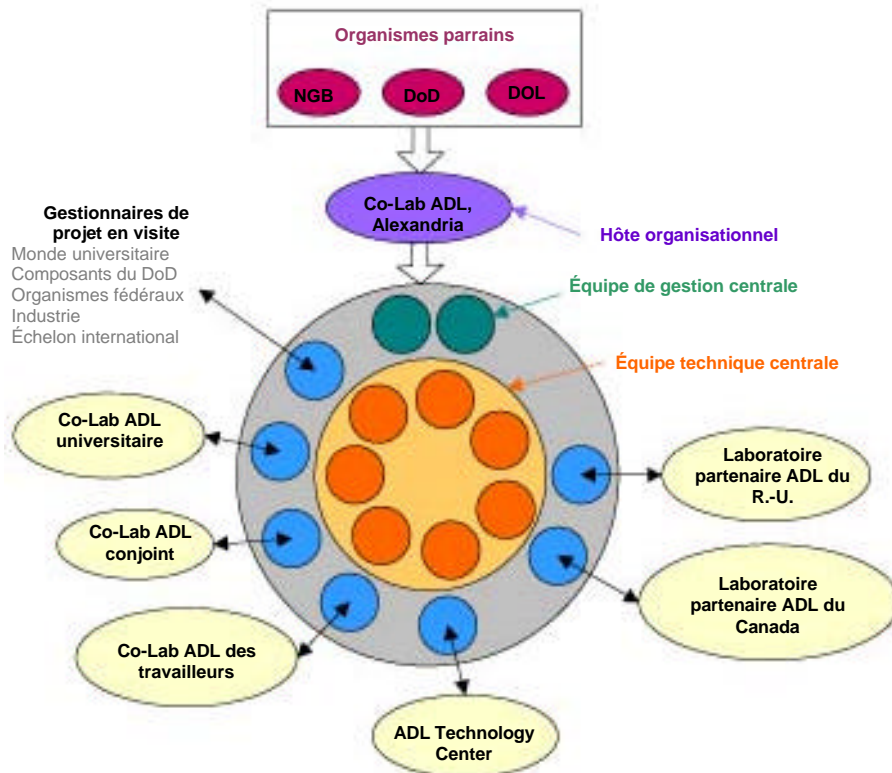 Organismes parrains
NGB
DoD
DOL
Co-Lab ADL,
Alexandria
Hôte organisationnel
Gestionnaires de
projet en visite
Monde universitaire
Composants du DoD
Organismes fédéraux
Industrie
Échelon international
Équipe de gestion centrale
Équipe technique centrale
Co-Lab ADL
universitaire
Laboratoire
partenaire ADL du
R.-U.
Co-Lab ADL
conjoint
Laboratoire
partenaire ADL du
Canada
Co-Lab ADL des
travailleurs
ADL Technology
Center